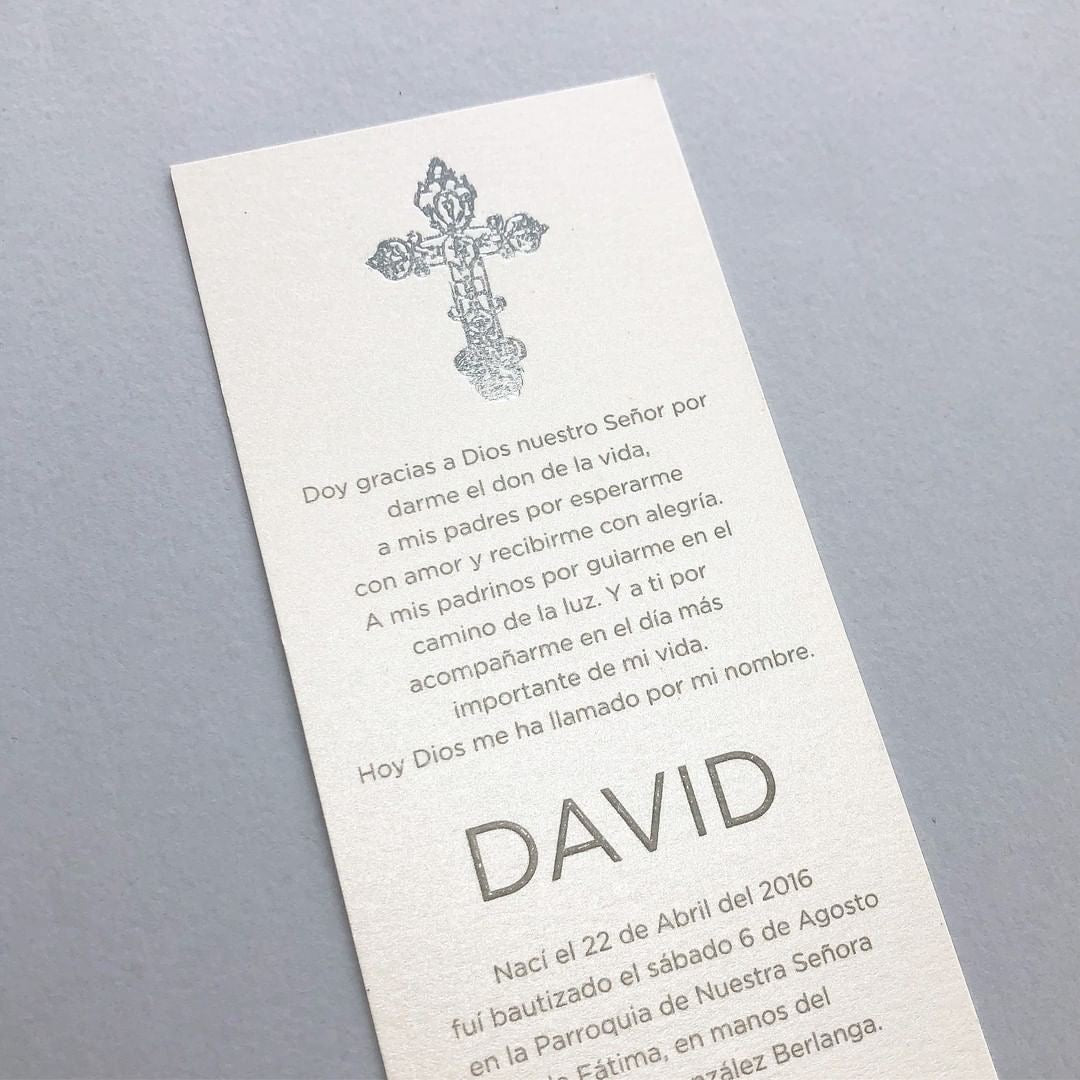 Doy gracias a Dios nuestro Señor por
darme el don de la vida,
a mis padres por esperarme
con amor y recibirme con alegría.
A mis padrinos por guiarme en el
camino de la luz. Y a ti por
acompañarme en el día más
importante de mi vida.
Hoy Dios me ha llamado por mi nombre.
DAVID
Nací el 22 de Abril del 2016
fuí bautizado el sábado 6 de Agosto
en la Parroquia de Nuestra Señora
Fátima, en manos del
Berlanga.